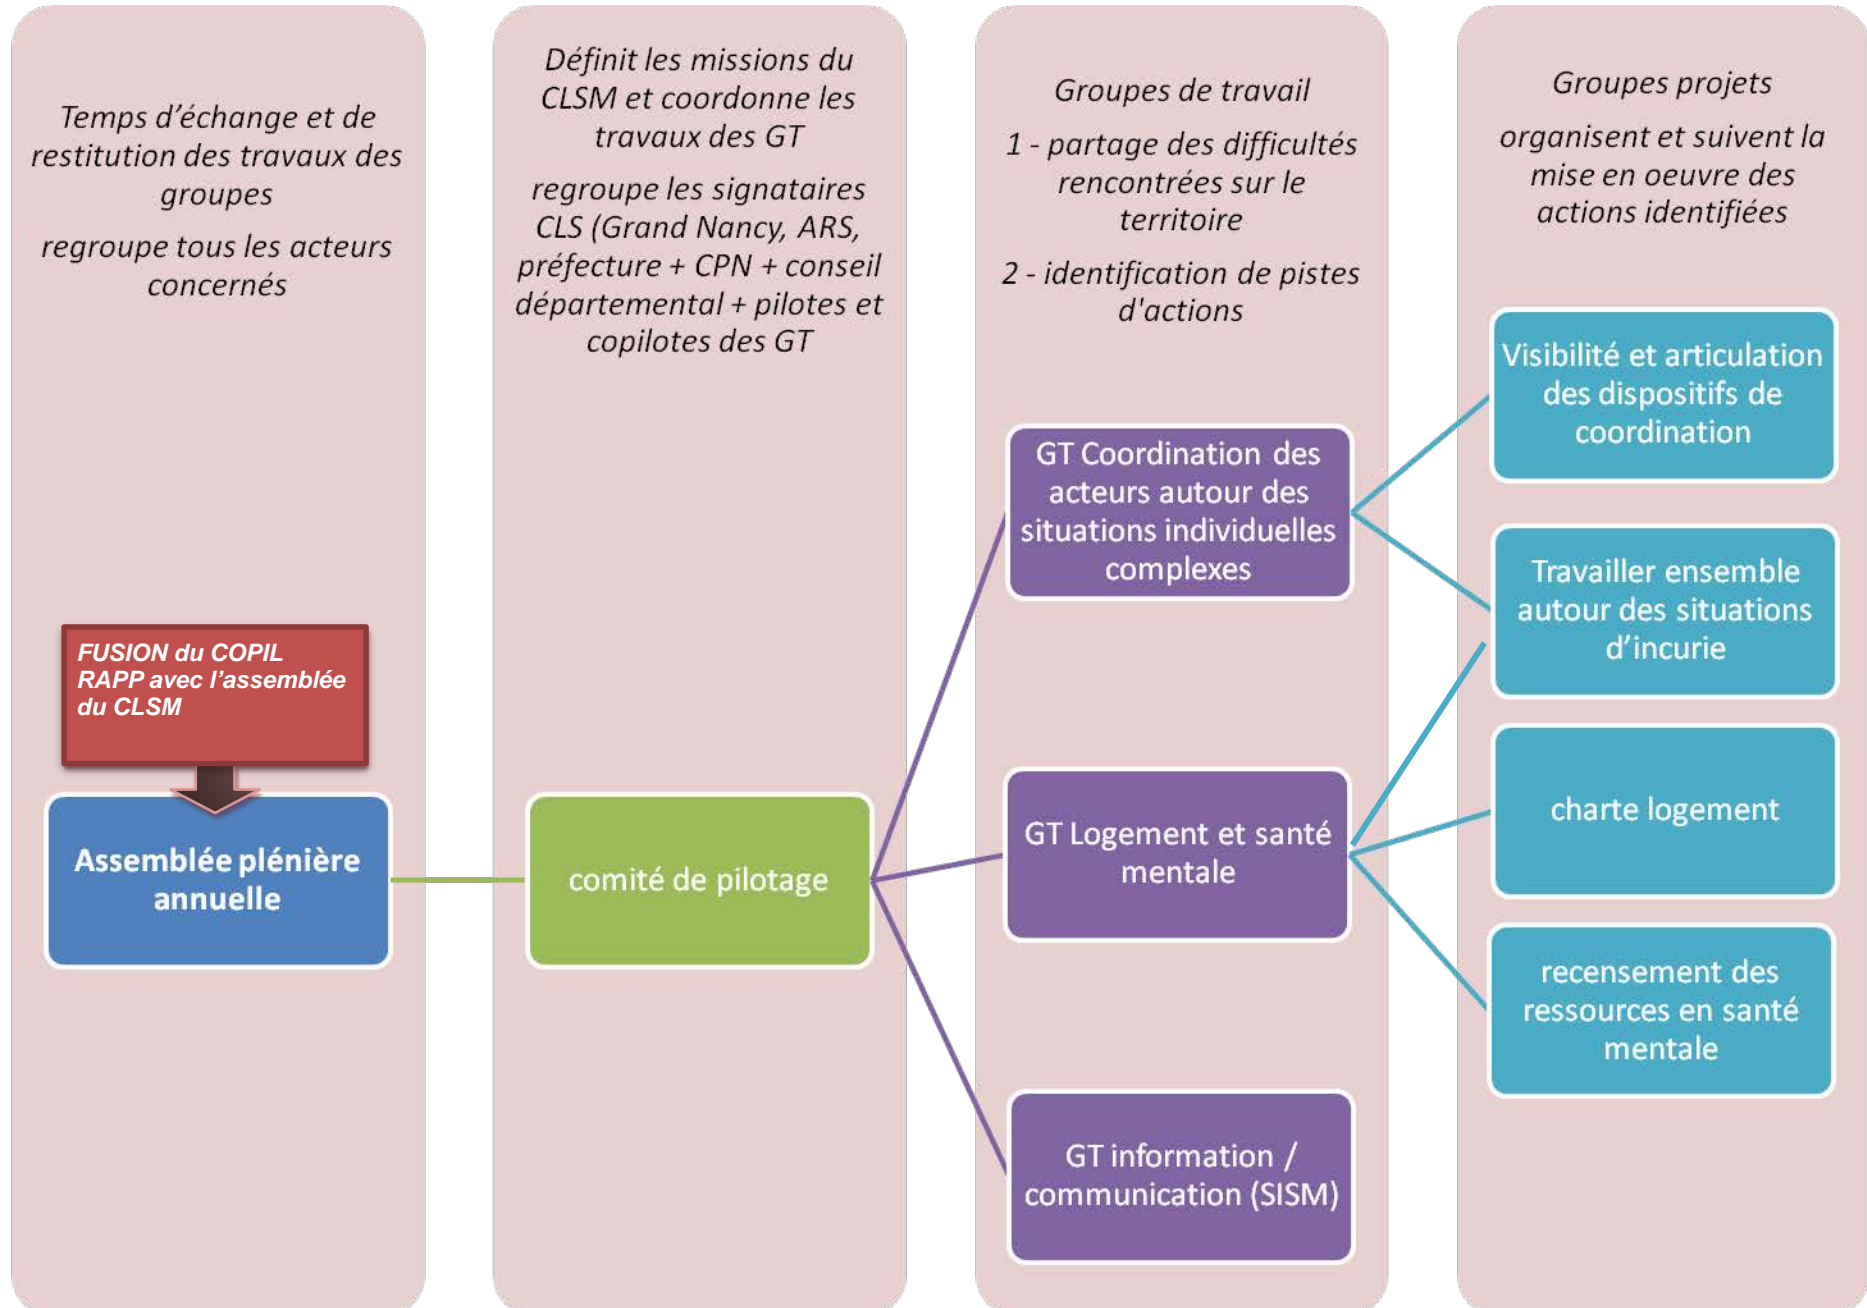 Temps d’échange et de
restitution des travaux des
groupes
regroupe tous les acteurs
concernés
FUSION du COPIL
RAPP avec l’assemblée
du CLSM
Assemblée plénière
annuelle
Définit les missions du
CLSM et coordonne les
travaux des GT
regroupe les signataires
CLS (Grand Nancy, ARS,
préfecture + CPN + conseil
départemental + pilotes et
copilotes des GT
comité de pilotage
Groupes de travail
1 - partage des difficultés
rencontrées sur le
territoire
2 - identification de pistes
d'actions
GT Coordination des
acteurs autour des
situations individuelles
complexes
GT Logement et santé
mentale
GT information /
communication (SISM)
Groupes projets
organisent et suivent la
mise en oeuvre des
actions identifiées
Visibilité et articulation
des dispositifs de
coordination
Travailler ensemble
autour des situations
d’incurie
charte logement
recensement des
ressources en santé
mentale